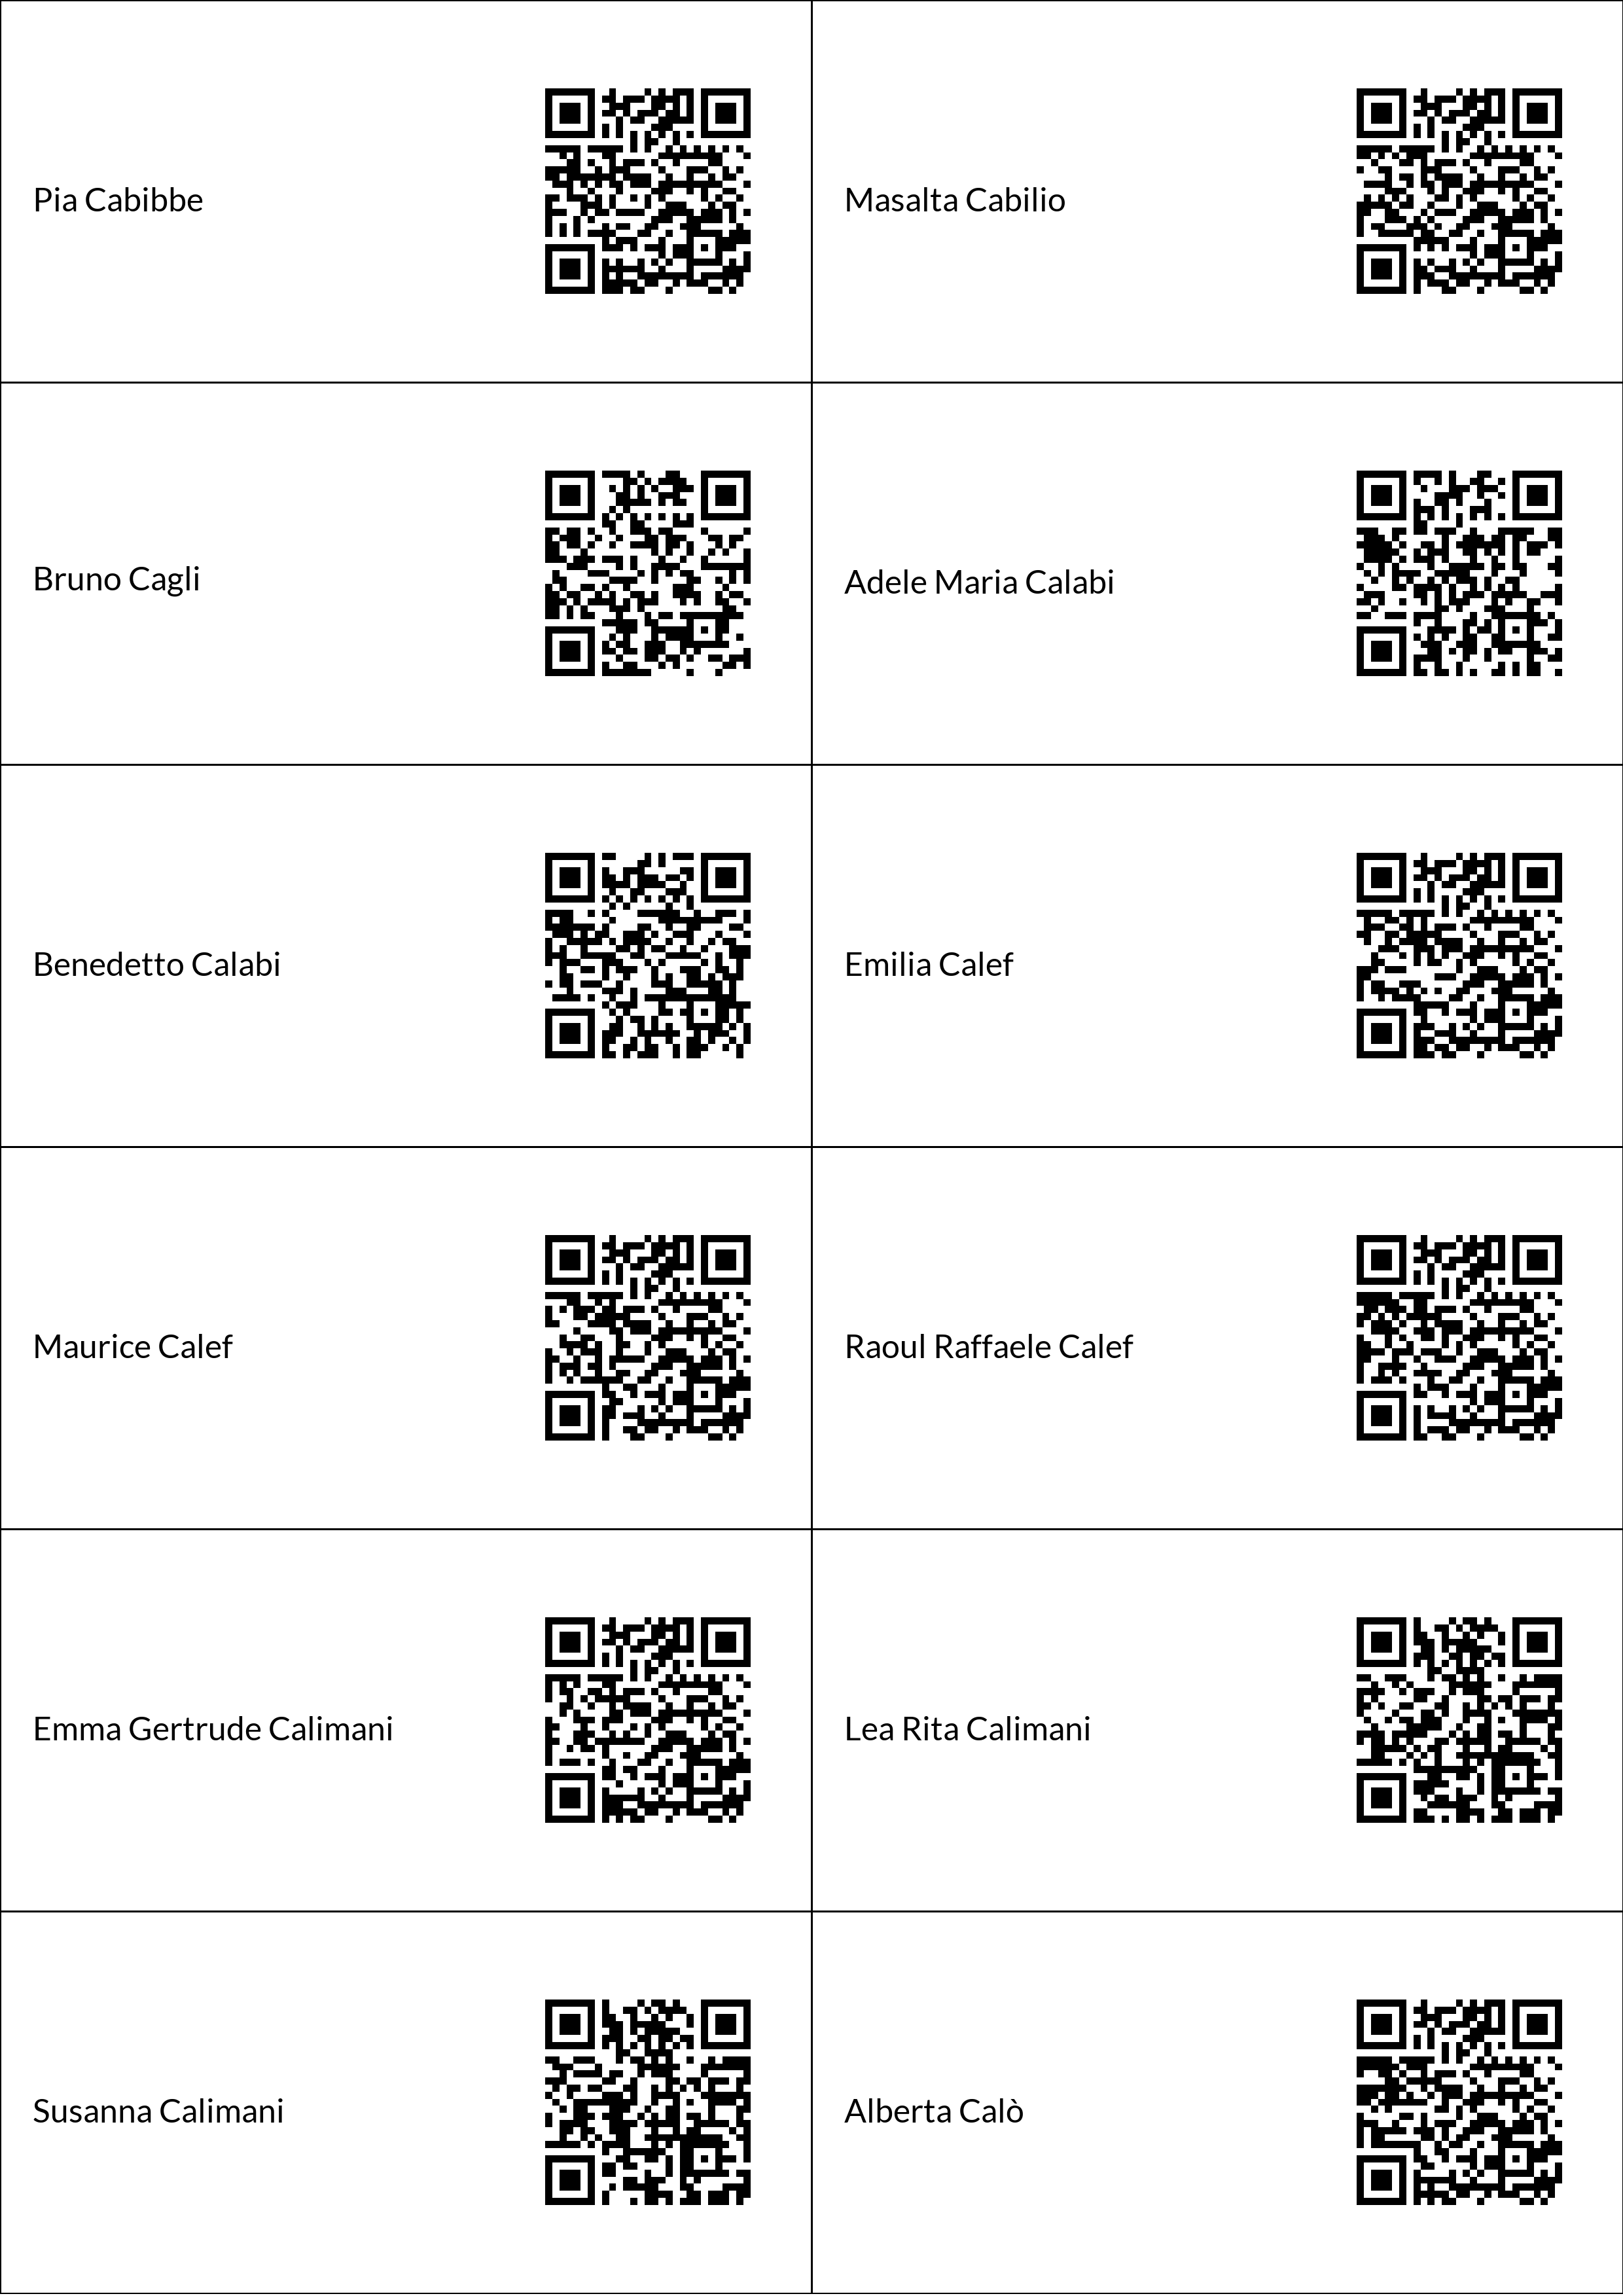 Pia Cabibbe
Masalta Cabilio
Bruno Cagli
Adele Maria Calabi
Benedetto Calabi
Emilia Calef
Maurice Calef
Raoul Raffaele Calef
Emma Gertrude Calimani
Lea Rita Calimani
Susanna Calimani
Alberta Calò